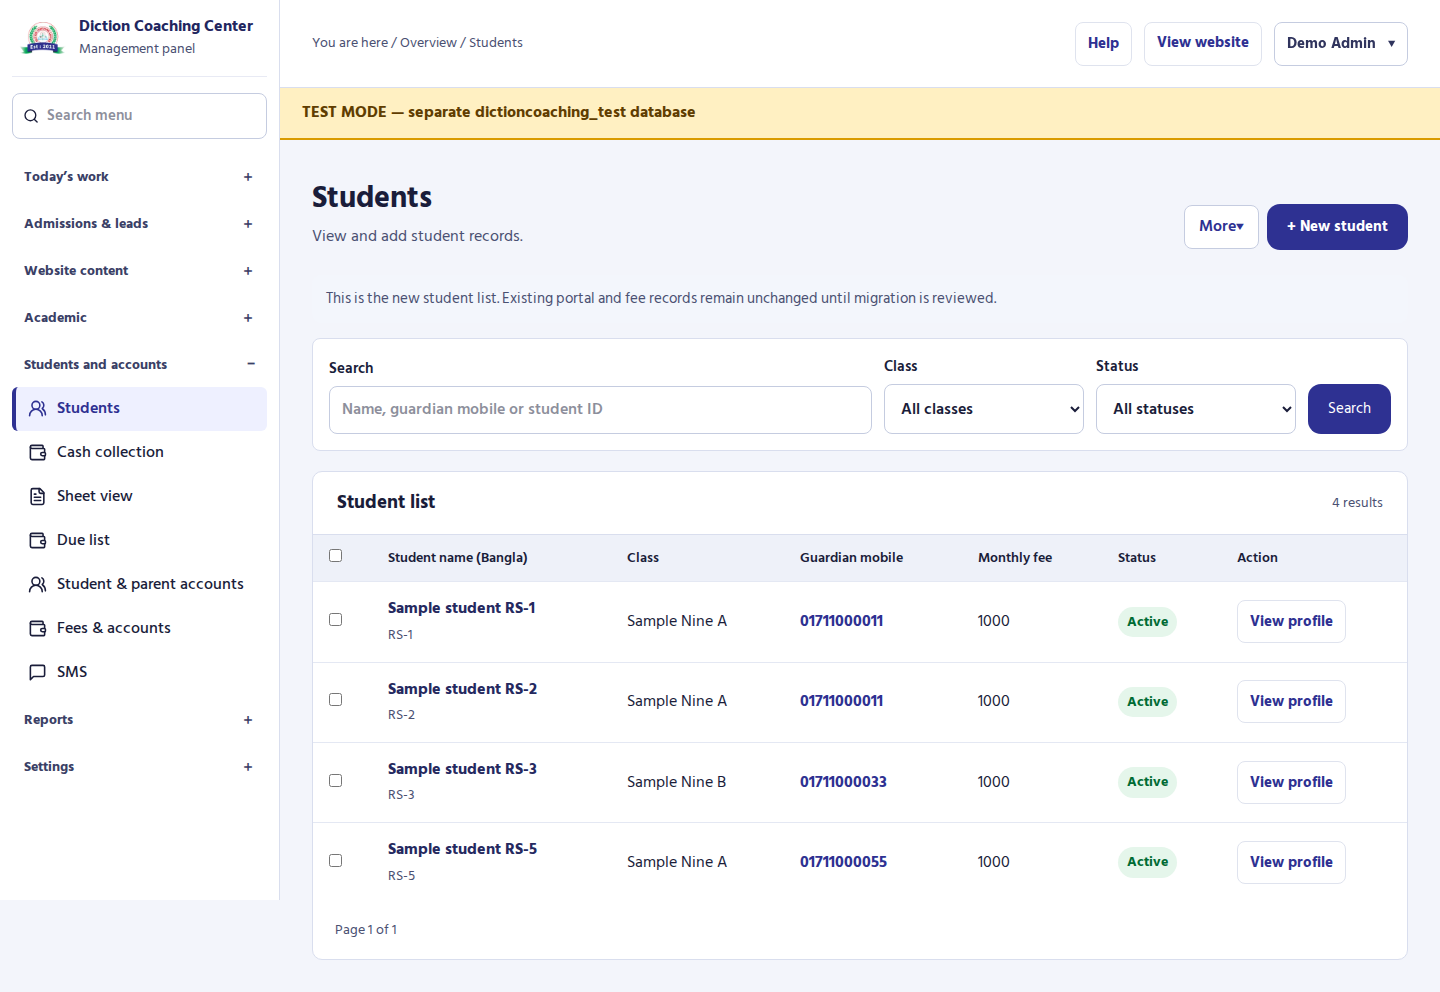 Diction Coaching Center
Management panel
Est : 2011
Search menu
Today's work +
Admissions & leads +
Website content +
Academic +
Students and accounts −
Students
Cash collection
Sheet view
Due list
Student & parent accounts
Fees & accounts
SMS
Reports +
Settings +
You are here / Overview / Students
Help
View website
Demo Admin ▾
TEST MODE — separate dictioncoaching_test database
Students
View and add student records.
More▾
+ New student
This is the new student list. Existing portal and fee records remain unchanged until migration is reviewed.
Search
Name, guardian mobile or student ID
Class
All classes
Status
All statuses
Search
Student list
4 results
Student name (Bangla) Class Guardian mobile Monthly fee Status Action
Sample student RS-1
RS-1
Sample Nine A 01711000011 1000 Active View profile
Sample student RS-2
RS-2
Sample Nine A 01711000011 1000 Active View profile
Sample student RS-3
RS-3
Sample Nine B 01711000033 1000 Active View profile
Sample student RS-5
RS-5
Sample Nine A 01711000055 1000 Active View profile
Page 1 of 1